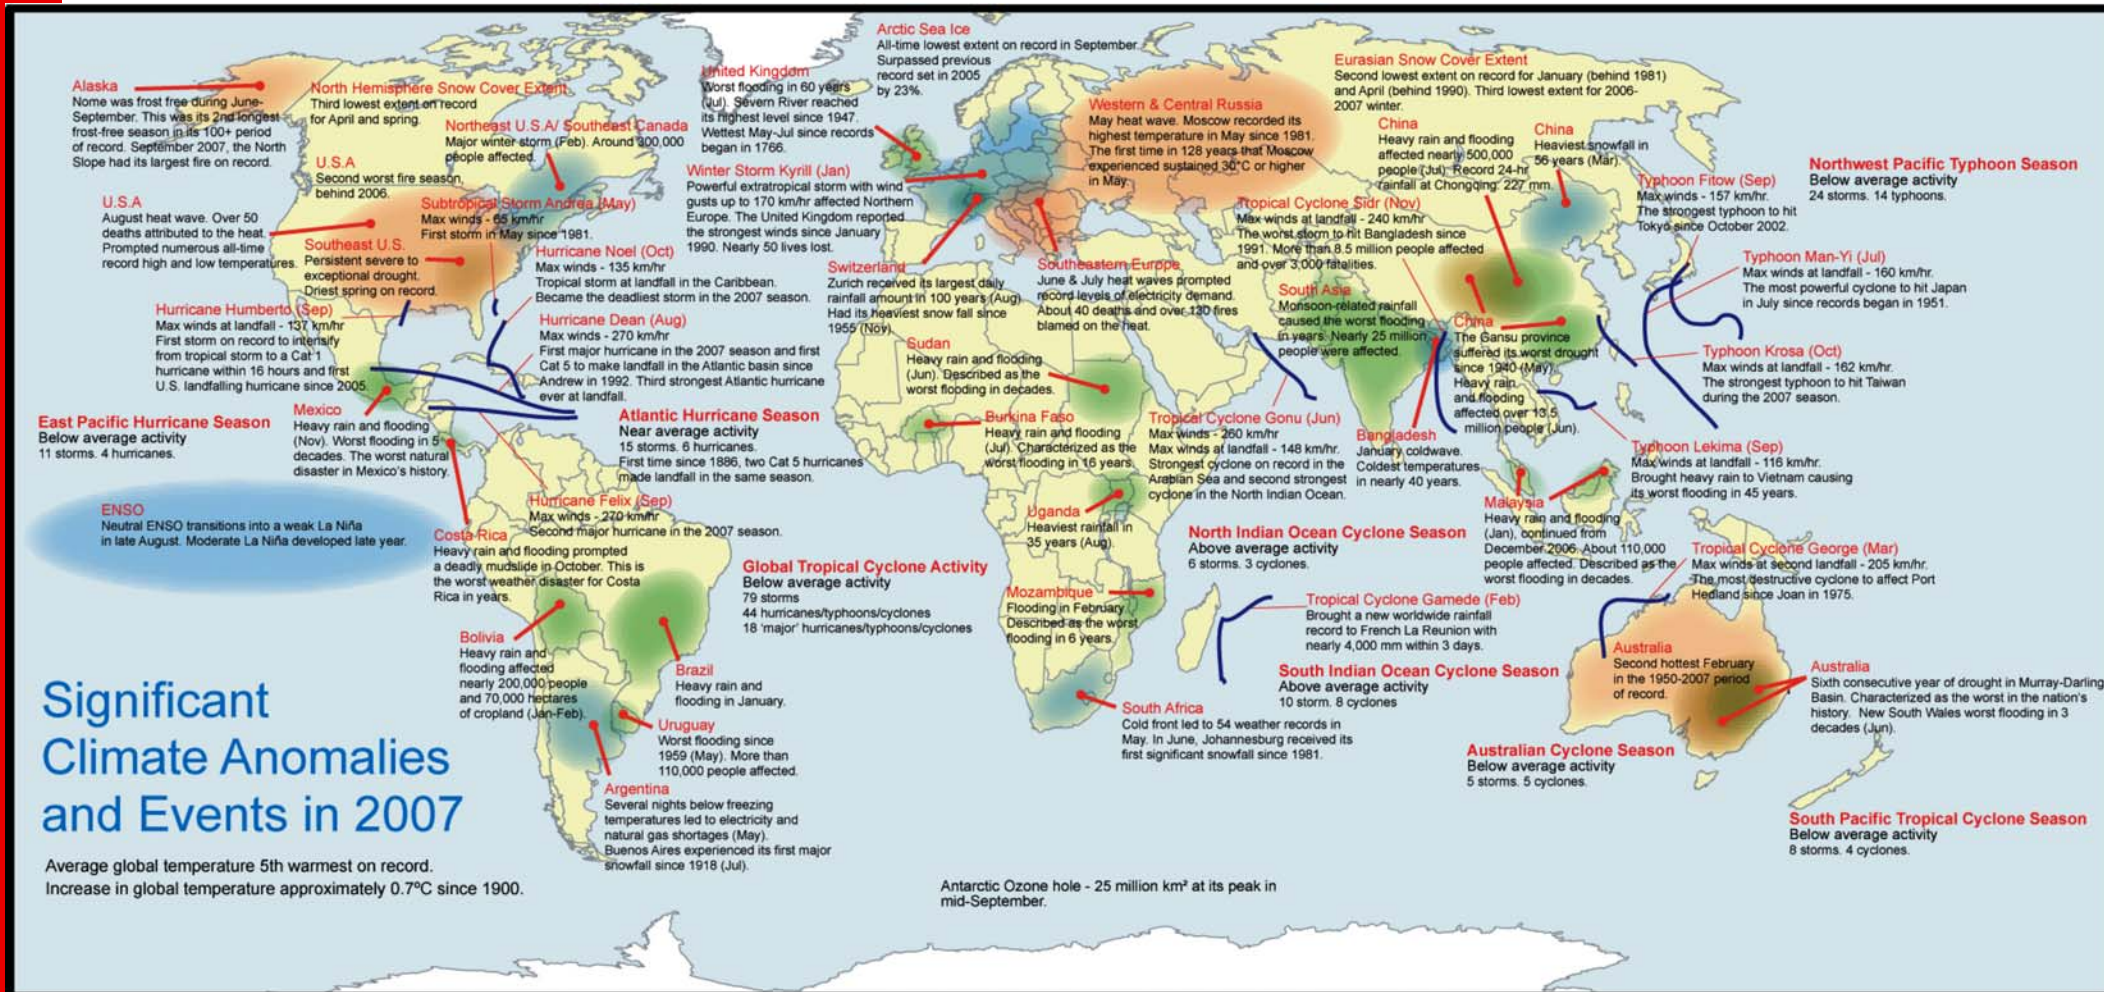 Arctic Sea Ice
All-time lowest extent on record in September.
Surpassed previous
record set in 2005
by 23%.
Alaska
Nome was frost free during June-
September. This was its 2nd longest
frost-free season in its 100+ period
of record. September 2007, the North
Slope had its largest fire on record.
North Hemisphere Snow Cover Extent
Third lowest extent on record
for April and spring.
Northeast U.S.A/ Southeast Canada
Major winter storm (Feb). Around 300,000
people affected.
United Kingdom
Worst flooding in 60 years
(Jul). Severn River reached
its highest level since 1947.
Wettest May-Jul since records
began in 1766.
Western & Central Russia
May heat wave. Moscow recorded its
highest temperature in May since 1981.
The first time in 128 years that Moscow
experienced sustained 30°C or higher
in May.
Eurasian Snow Cover Extent
Second lowest extent on record for January (behind 1981)
and April (behind 1990). Third lowest extent for 2006-
2007 winter.
China
Heavy rain and flooding
affected nearly 500,000
people (Jul). Record 24-hr
rainfall at Chongqing: 227 mm.
China
Heaviest snowfall in
56 years (Mar).
Northwest Pacific Typhoon Season
Below average activity
24 storms. 14 typhoons.
U.S.A
Second worst fire season,
behind 2006.
U.S.A
August heat wave. Over 50
deaths attributed to the heat.
Prompted numerous all-time
record high and low temperatures.
Southeast U.S.
Persistent severe to
exceptional drought.
Driest spring on record.
Subtropical Storm Andrea (May)
Max winds - 65 km/hr
First storm in May since 1981.
Winter Storm Kyrill (Jan)
Powerful extratropical storm with wind
gusts up to 170 km/hr affected Northern
Europe. The United Kingdom reported
the strongest winds since January
1990. Nearly 50 lives lost.
Tropical Cyclone Sidr (Nov)
Max winds at landfall - 240 km/hr
The worst storm to hit Bangladesh since
1991. More than 8.5 million people affected
and over 3,000 fatalities.
Typhoon Fitow (Sep)
Max winds - 157 km/hr.
The strongest typhoon to hit
Tokyo since October 2002.
Hurricane Noel (Oct)
Max winds - 135 km/hr
Tropical storm at landfall in the Caribbean.
Became the deadliest storm in the 2007 season.
Switzerland
Zurich received its largest daily
rainfall amount in 100 years (Aug)
Had its heaviest snow fall since
1955 (Nov).
Southeastern Europe
June & July heat waves prompted
record levels of electricity demand.
About 40 deaths and over 130 fires
blamed on the heat.
South Asia
Monsoon-related rainfall
caused the worst flooding
in years. Nearly 25 million
people were affected.
Typhoon Man-Yi (Jul)
Max winds at landfall - 160 km/hr.
The most powerful cyclone to hit Japan
in July since records began in 1951.
Hurricane Humberto (Sep)
Max winds at landfall - 137 km/hr
First storm on record to intensify
from tropical storm to a Cat 1
hurricane within 16 hours and first
U.S. landfalling hurricane since 2005.
Hurricane Dean (Aug)
Max winds - 270 km/hr
First major hurricane in the 2007 season and first
Cat 5 to make landfall in the Atlantic basin since
Andrew in 1992. Third strongest Atlantic hurricane
ever at landfall.
Sudan
Heavy rain and flooding
(Jun). Described as the
worst flooding in decades.
China
The Gansu province
suffered its worst drought
since 1940 (May).
Heavy rain
and flooding
affected over 13.5
million people (Jun).
Typhoon Krosa (Oct)
Max winds at landfall - 162 km/hr.
The strongest typhoon to hit Taiwan
during the 2007 season.
East Pacific Hurricane Season
Below average activity
11 storms. 4 hurricanes.
Mexico
Heavy rain and flooding
(Nov). Worst flooding in 5
decades. The worst natural
disaster in Mexico's history.
Atlantic Hurricane Season
Near average activity
15 storms. 6 hurricanes.
First time since 1886, two Cat 5 hurricanes
made landfall in the same season.
Burkina Faso
Heavy rain and flooding
(Jul). Characterized as the
worst flooding in 16 years.
Tropical Cyclone Gonu (Jun)
Max winds - 260 km/hr
Max winds at landfall - 148 km/hr.
Strongest cyclone on record in the
Arabian Sea and second strongest
cyclone in the North Indian Ocean.
Bangladesh
January coldwave.
Coldest temperatures
in nearly 40 years.
Typhoon Lekima (Sep)
Max winds at landfall - 116 km/hr.
Brought heavy rain to Vietnam causing
its worst flooding in 45 years.
ENSO
Neutral ENSO transitions into a weak La Niña
in late August. Moderate La Niña developed late year.
Hurricane Felix (Sep)
Max winds - 270 km/hr
Second major hurricane in the 2007 season.
Costa Rica
Heavy rain and flooding prompted
a deadly mudslide in October. This is
the worst weather disaster for Costa
Rica in years.
Uganda
Heaviest rainfall in
35 years (Aug).
Malaysia
Heavy rain and flooding
(Jan), continued from
December 2006. About 110,000
people affected. Described as the
worst flooding in decades.
North Indian Ocean Cyclone Season
Above average activity
6 storms. 3 cyclones.
Tropical Cyclone George (Mar)
Max winds at second landfall - 205 km/hr.
The most destructive cyclone to affect Port
Hedland since Joan in 1975.
Global Tropical Cyclone Activity
Below average activity
79 storms
44 hurricanes/typhoons/cyclones
18 'major' hurricanes/typhoons/cyclones
Mozambique
Flooding in February
Described as the worst
flooding in 6 years.
Tropical Cyclone Gamede (Feb)
Brought a new worldwide rainfall
record to French La Reunion with
nearly 4,000 mm within 3 days.
Bolivia
Heavy rain and
flooding affected
nearly 200,000 people
and 70,000 hectares
of cropland (Jan-Feb).
Brazil
Heavy rain and
flooding in January.
South Indian Ocean Cyclone Season
Above average activity
10 storm. 8 cyclones
Australia
Second hottest February
in the 1950-2007 period
of record.
Australia
Sixth consecutive year of drought in Murray-Darling
Basin. Characterized as the worst in the nation's
history. New South Wales worst flooding in 3
decades (Jun).
Uruguay
Worst flooding since
1959 (May). More than
110,000 people affected.
South Africa
Cold front led to 54 weather records in
May. In June, Johannesburg received its
first significant snowfall since 1981.
Australian Cyclone Season
Below average activity
5 storms. 5 cyclones.
Argentina
Several nights below freezing
temperatures led to electricity and
natural gas shortages (May).
Buenos Aires experienced its first major
snowfall since 1918 (Jul).
South Pacific Tropical Cyclone Season
Below average activity
8 storms. 4 cyclones.
Significant
Climate Anomalies
and Events in 2007
Average global temperature 5th warmest on record.
Increase in global temperature approximately 0.7ºC since 1900.
Antarctic Ozone hole - 25 million km² at its peak in
mid-September.